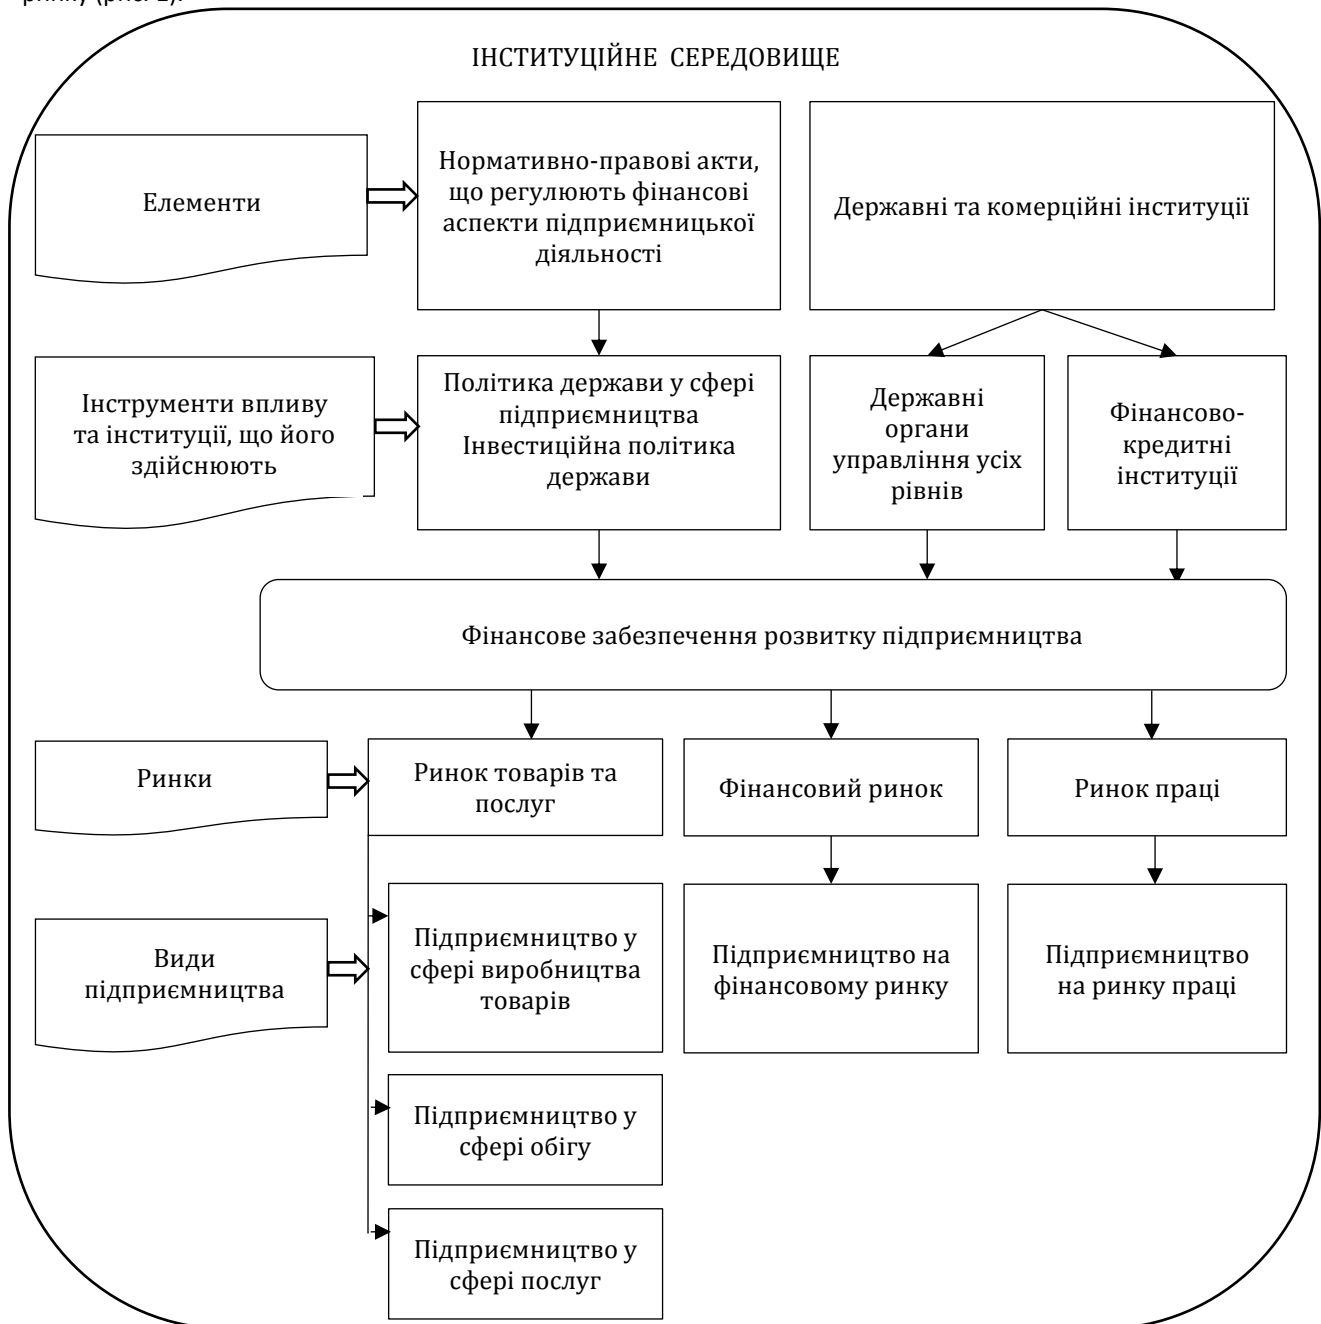 ринку (рис. 1).
ІНСТИТУЦІЙНЕ СЕРЕДОВИЩЕ
Елементи
Нормативно-правові акти,
що регулюють фінансові
аспекти підприємницької
діяльності
Державні та комерційні інституції
Інструменти впливу
та інституції, що його
здійснюють
Політика держави у сфері
підприємництва
Інвестиційна політика
держави
Державні
органи
управління усіх
рівнів
Фінансово-
кредитні
інституції
Фінансове забезпечення розвитку підприємництва
Ринки
Ринок товарів та
послуг
Фінансовий ринок
Ринок праці
Види
підприємництва
Підприємництво у
сфері виробництва
товарів
Підприємництво на
фінансовому ринку
Підприємництво
на ринку праці
Підприємництво у
сфері обігу
Підприємництво у
сфері послуг